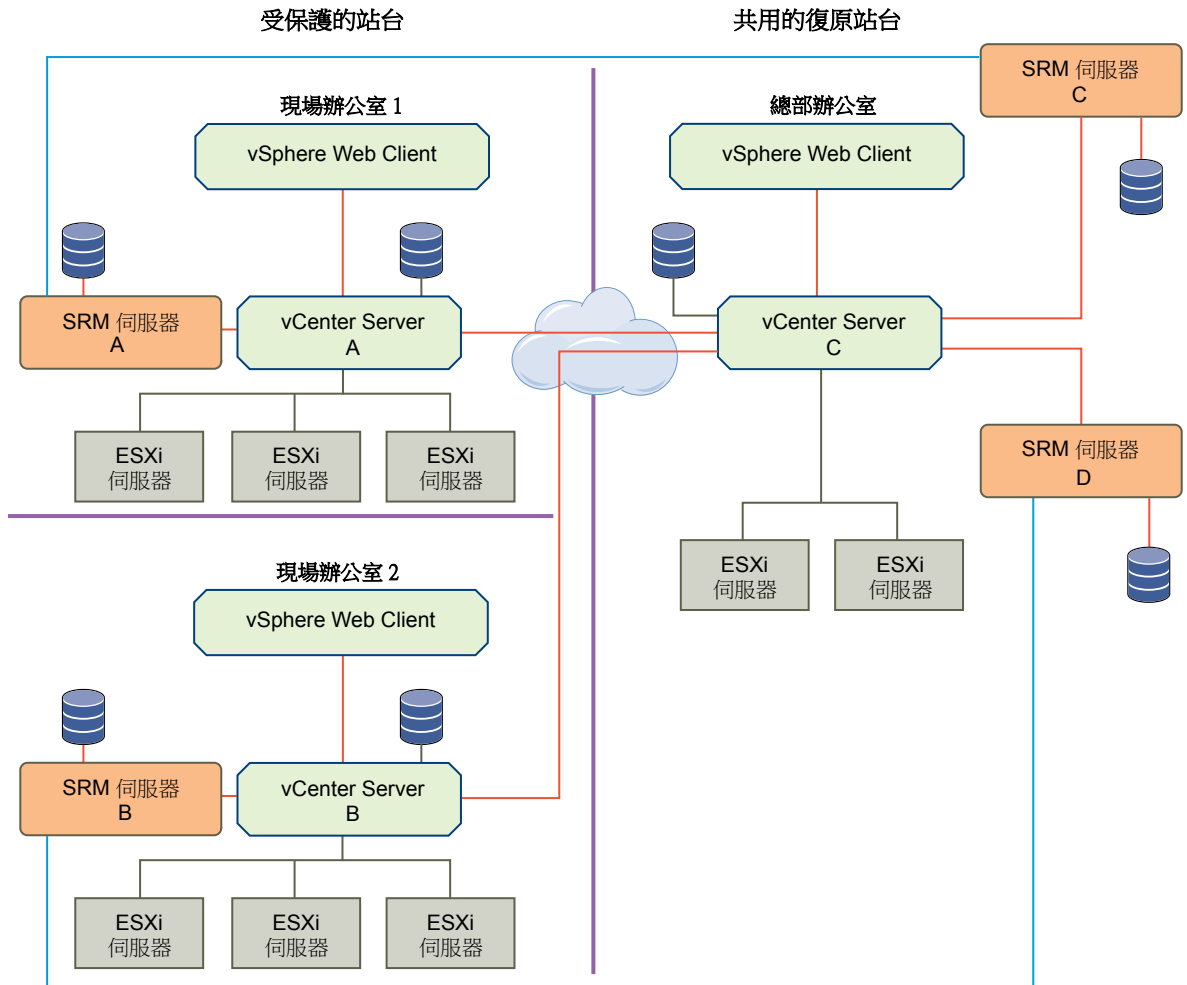 受保護的站台
共用的復原站台
SRM 伺服器
C
現場辦公室 1
vSphere Web Client
總部辦公室
vSphere Web Client
SRM 伺服器
A
vCenter Server
A
vCenter Server
C
ESXi
伺服器
ESXi
伺服器
ESXi
伺服器
SRM 伺服器
D
ESXi
伺服器
ESXi
伺服器
現場辦公室 2
vSphere Web Client
SRM 伺服器
B
vCenter Server
B
ESXi
伺服器
ESXi
伺服器
ESXi
伺服器